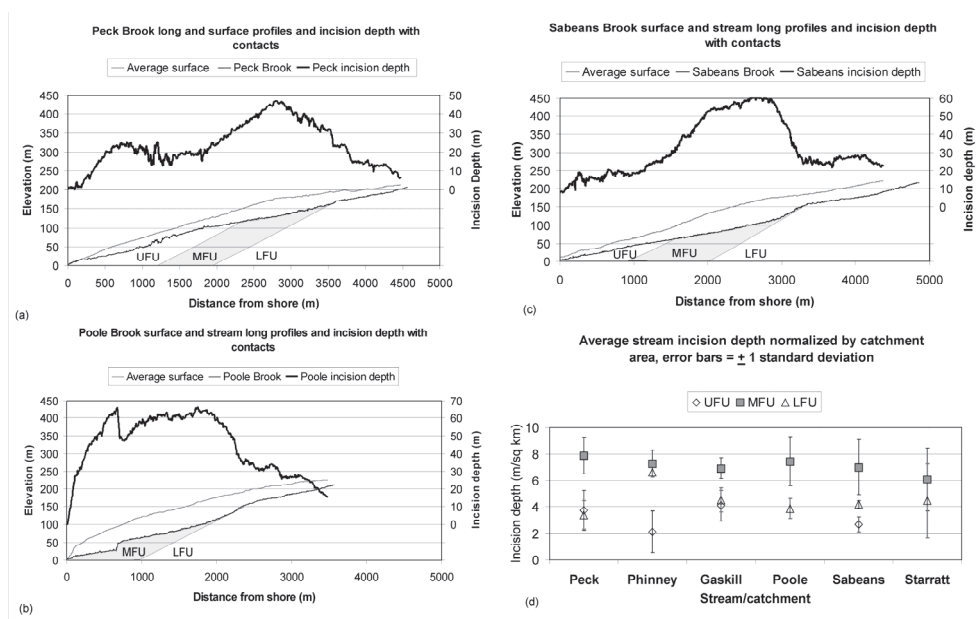 Peck Brook long and surface profiles and incision depth with
contacts
Average surface Peck Brook Peck incision depth
450
400
350
300
250
200
150
100
50
0
Elevation (m)
50
40
30
20
10
0
Incision Depth (m)
UFU MFU LFU
0 500 1000 1500 2000 2500 3000 3500 4000 4500 5000
Distance from shore (m)
(a)
Poole Brook surface and stream long profiles and incision depth with
contacts
Average surface Poole Brook Poole incision depth
450
400
350
300
250
200
150
100
50
0
Elevation (m)
70
60
50
40
30
20
10
0
Incision depth (m)
MFU LFU
0 1000 2000 3000 4000 5000
Distance from shore (m)
(b)
Sabeans Brook surface and stream long profiles and incision depth
with contacts
Average surface Sabeans Brook Sabeans incision depth
450
400
350
300
250
200
150
100
50
0
Elevation (m)
60
50
40
30
20
10
0
Incision depth (m)
UFU MFU LFU
0 1000 2000 3000 4000 5000
Distance from shore (m)
(c)
Average stream incision depth normalized by catchment
area, error bars = ± 1 standard deviation
UFU MFU LFU
10
8
6
4
2
0
Incision depth (m/sq km)
Peck Phinney Gaskill Poole Sabeans Starratt
Stream/catchment
(d)